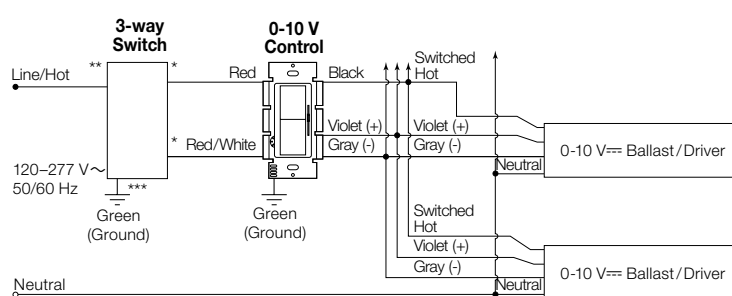 3-way
Switch
0-10 V
Control
Line/Hot
**
*
Red
Black
Switched
Hot
*
Red/White
Violet (+)
Violet (+)
Gray (-)
Gray (-)
Neutral
0-10 V⎓ Ballast/Driver
120–277 V~
50/60 Hz
***
Green
(Ground)
Green
(Ground)
Switched
Hot
Violet (+)
Gray (-)
Neutral
Neutral
0-10 V⎓ Ballast/Driver